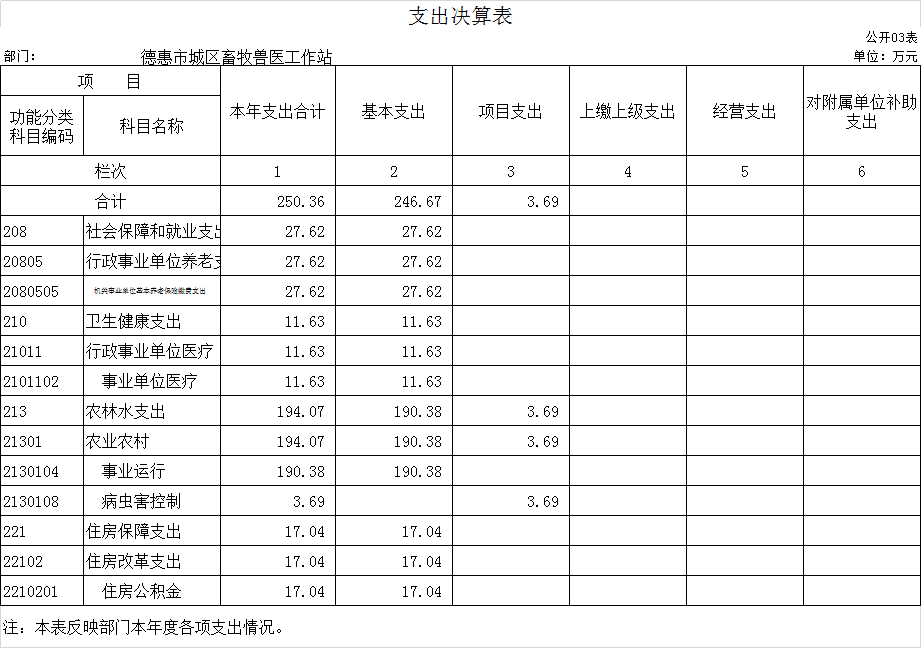 支出决算表
公开03表
部门： 德惠市城区畜牧兽医工作站 单位：万元
项 目 本年支出合计 基本支出 项目支出 上缴上级支出 经营支出 对附属单位补助支出
功能分类科目编码 科目名称
栏次 1 2 3 4 5 6
合计 250.36 246.67 3.69
208 社会保障和就业支出 27.62 27.62
20805 行政事业单位养老支 27.62 27.62
2080505 机关事业单位基本养老保险缴费支出 27.62 27.62
210 卫生健康支出 11.63 11.63
21011 行政事业单位医疗 11.63 11.63
2101102 事业单位医疗 11.63 11.63
213 农林水支出 194.07 190.38 3.69
21301 农业农村 194.07 190.38 3.69
2130104 事业运行 190.38 190.38
2130108 病虫害控制 3.69 3.69
221 住房保障支出 17.04 17.04
22102 住房改革支出 17.04 17.04
2210201 住房公积金 17.04 17.04
注：本表反映部门本年度各项支出情况。